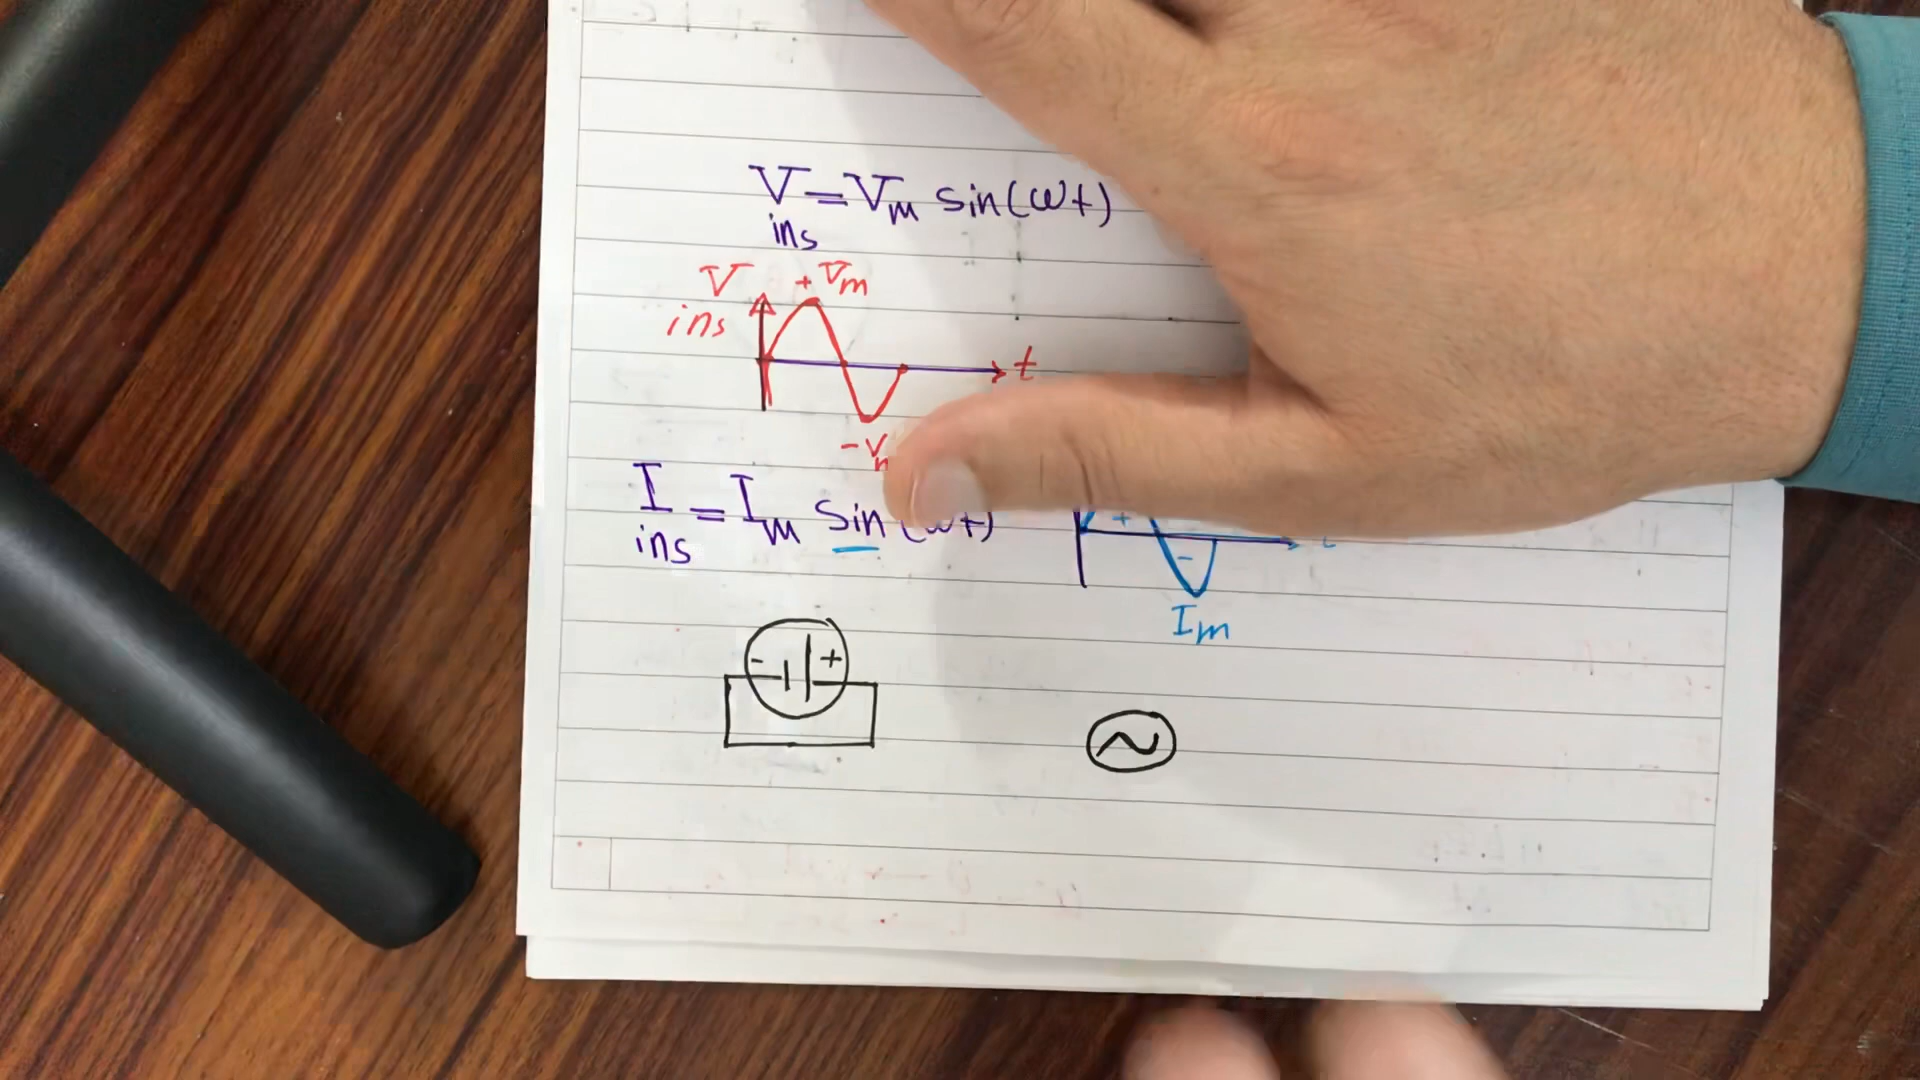 V = Vm sin(ωt)
ins
V
ins
+ Vm
t
-V
I = Im sin(ωt)
ins
+
-
Im
- +